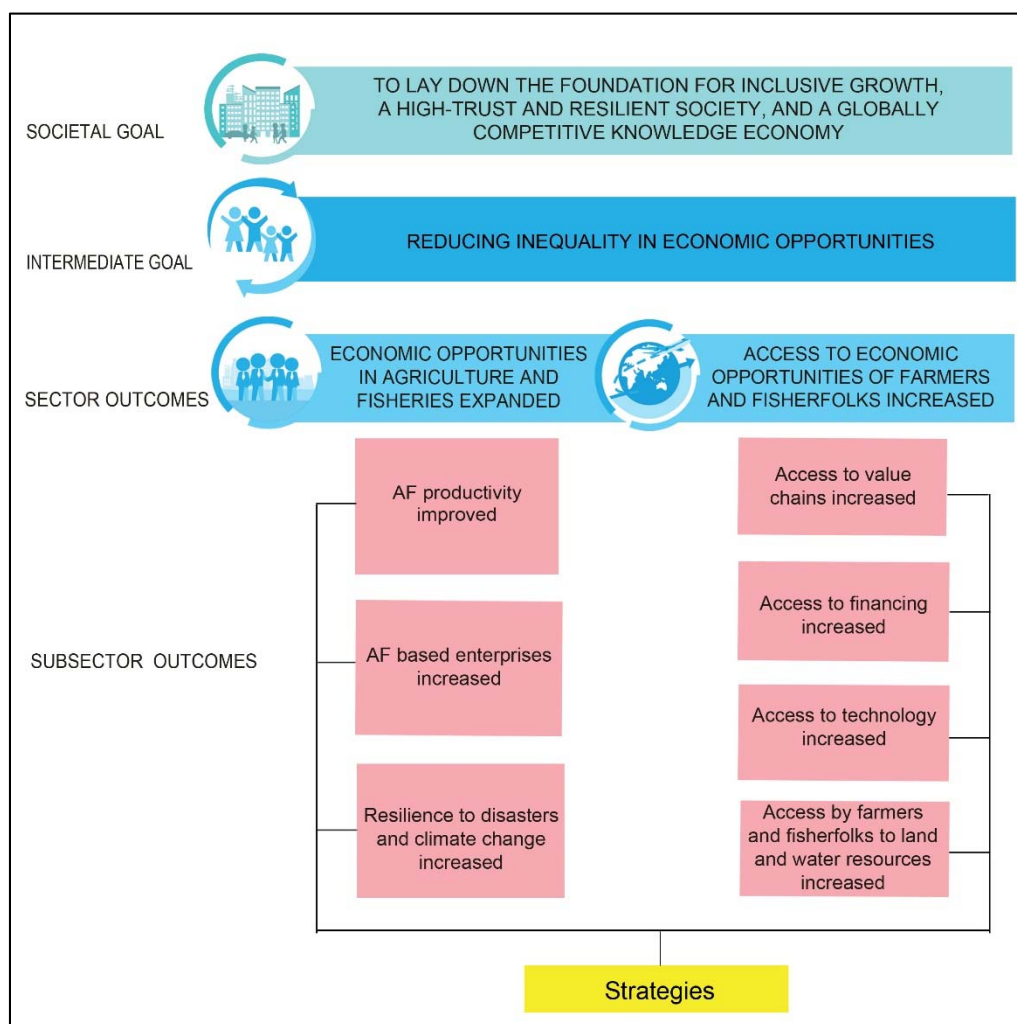 SOCIETAL GOAL
TO LAY DOWN THE FOUNDATION FOR INCLUSIVE GROWTH,
A HIGH-TRUST AND RESILIENT SOCIETY, AND A GLOBALLY
COMPETITIVE KNOWLEDGE ECONOMY
INTERMEDIATE GOAL
REDUCING INEQUALITY IN ECONOMIC OPPORTUNITIES
SECTOR OUTCOMES
ECONOMIC OPPORTUNITIES
IN AGRICULTURE AND
FISHERIES EXPANDED
ACCESS TO ECONOMIC
OPPORTUNITIES OF FARMERS
AND FISHERFOLKS INCREASED
SUBSECTOR OUTCOMES
AF productivity
improved
AF based enterprises
increased
Resilience to disasters
and climate change
increased
Access to value
chains increased
Access to financing
increased
Access to technology
increased
Access by farmers
and fisherfolks to land
and water resources
increased
Strategies